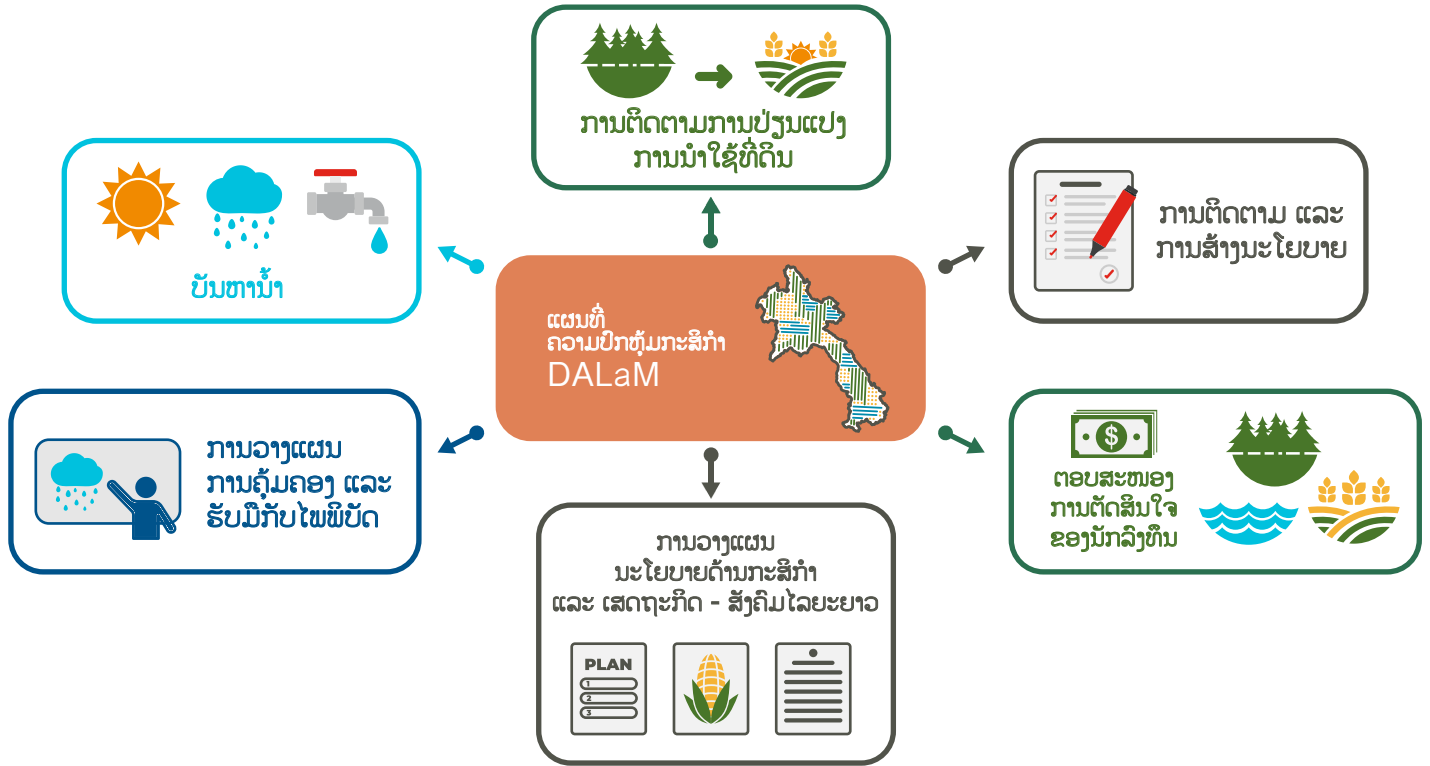 ການຕິດຕາມການປ່ຽນແປງ
ການນຳໃຊ້ທີ່ດິນ
ບັນຫານ້ຳ
ການຕິດຕາມ ແລະ
ການສ້າງນະໂຍບາຍ
ແຜນທີ່
ຄວາມປົກຫຸ້ມກະສິກຳ
DALaM
ການວາງແຜນ
ການຄຸ້ມຄອງ ແລະ
ຮັບມືກັບໄພພິບັດ
$
ຕອບສະໜອງ
ການຕັດສິນໃຈ
ຂອງນັກລົງທຶນ
ການວາງແຜນ
ນະໂຍບາຍດ້ານກະສິກຳ
ແລະ ເສດຖະກິດ - ສັງຄົມໄລຍະຍາວ
PLAN
1
2
3